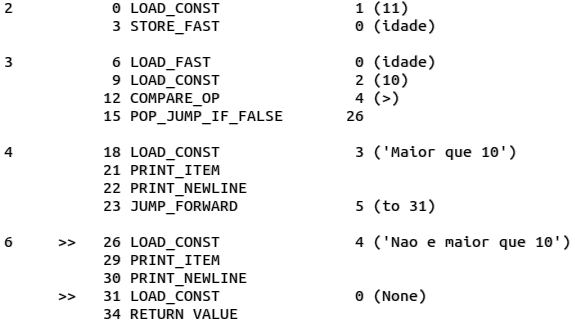 2 0 LOAD_CONST 1 (11)
3 STORE_FAST 0 (idade)
3 6 LOAD_FAST 0 (idade)
9 LOAD_CONST 2 (10)
12 COMPARE_OP 4 (>)
15 POP_JUMP_IF_FALSE 26
4 18 LOAD_CONST 3 ('Maior que 10')
21 PRINT_ITEM
22 PRINT_NEWLINE
23 JUMP_FORWARD 5 (to 31)
6 >> 26 LOAD_CONST 4 ('Nao e maior que 10')
29 PRINT_ITEM
30 PRINT_NEWLINE
>> 31 LOAD_CONST 0 (None)
34 RETURN_VALUE